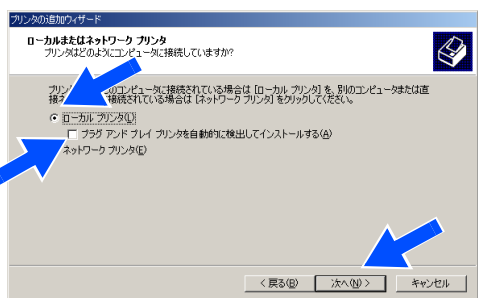 プリンタの追加ウィザード
ローカルまたはネットワーク プリンタ
プリンタはどのようにコンピュータに接続していますか?
プリン のコンピュータに接続されている場合は [ローカル プリンタ] を、別のコンピュータまたは直
接ネ 接続されている場合は [ネットワーク プリンタ] をクリックしてください。
ローカル プリンタ(L)
プラグ アンド プレイ プリンタを自動的に検出してインストールする(A)
ネットワーク プリンタ(E)
< 戻る(B)
次へ(N) >
キャンセル